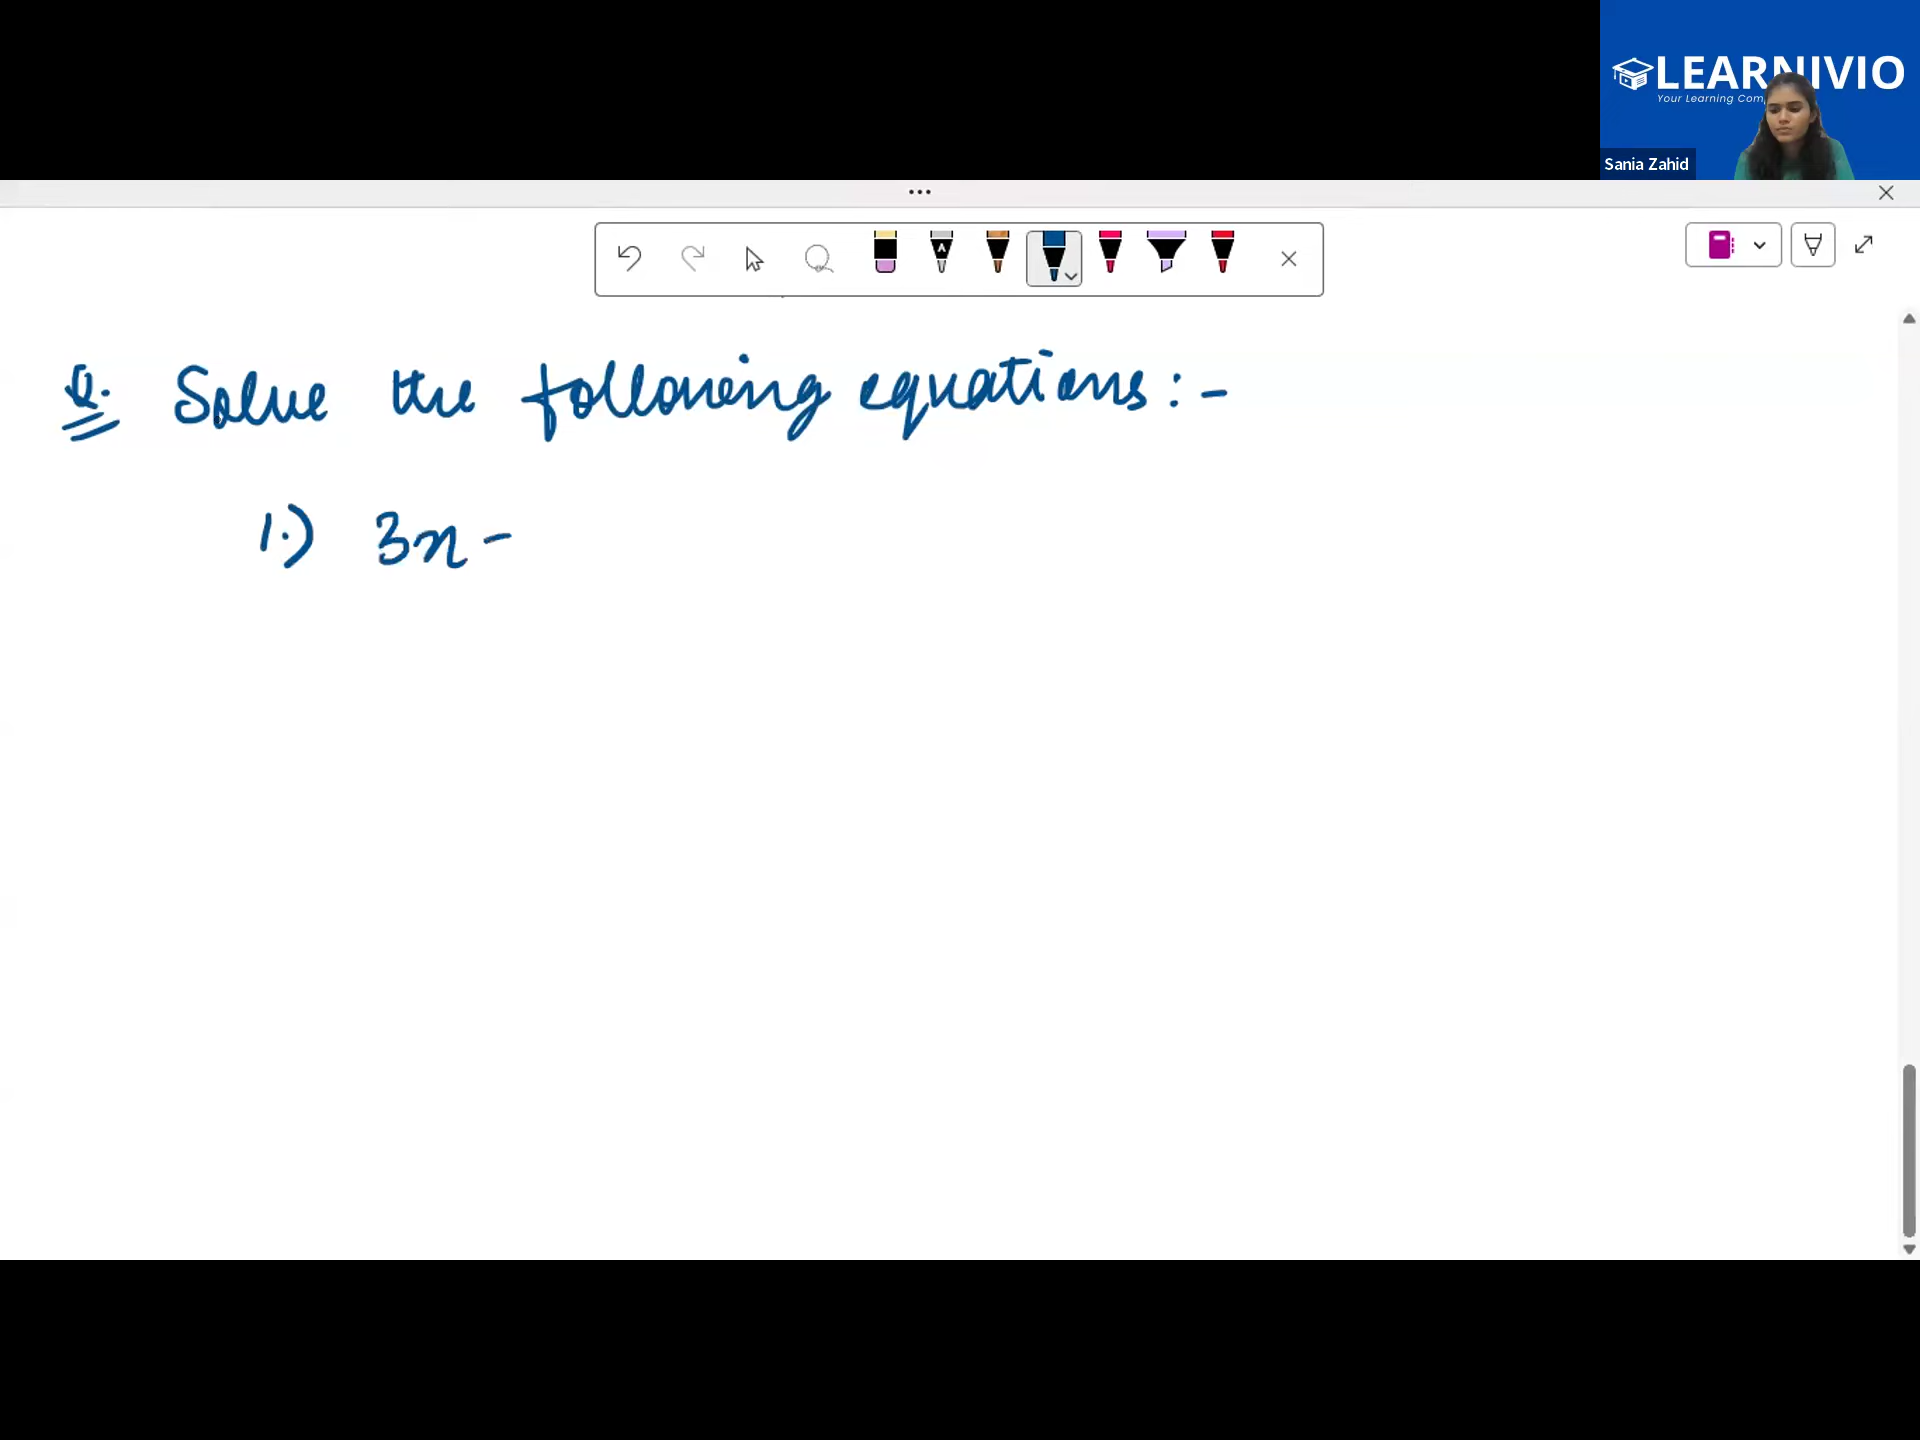 LEARNIVIO
Your Learning Com
Sania Zahid
A
Q. Solve the following equations:-
1.) 3x -